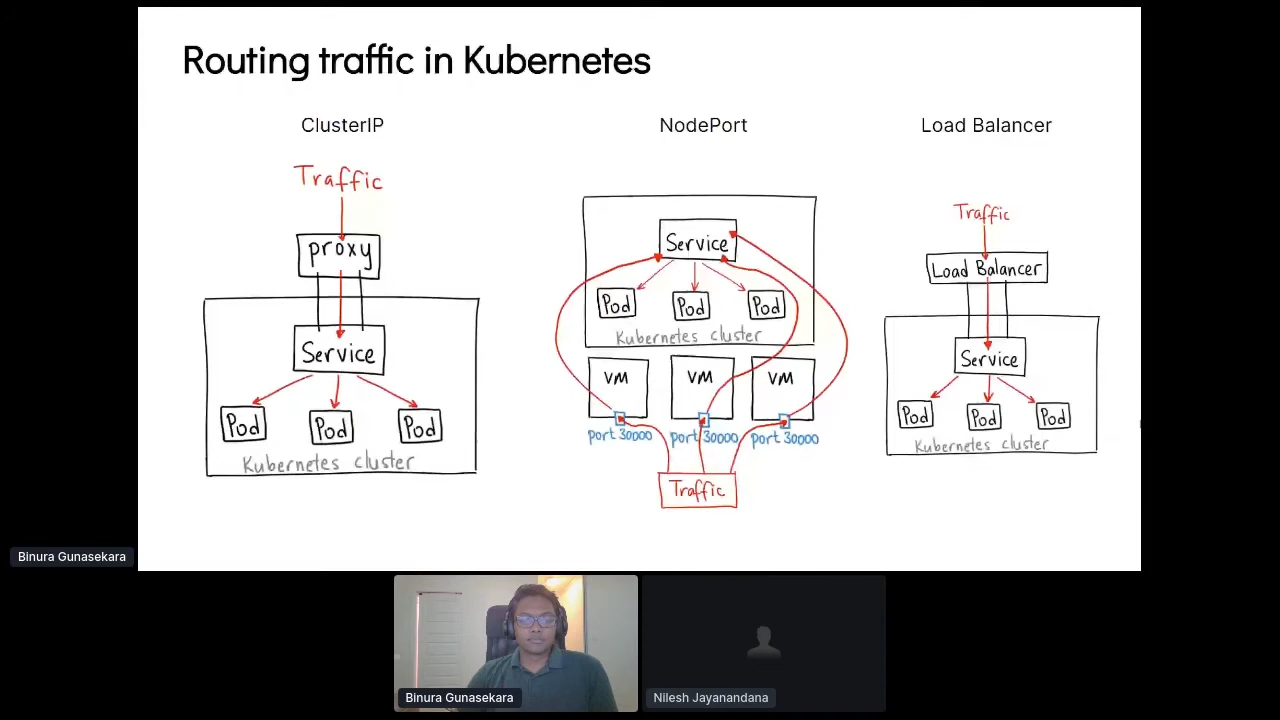 Routing traffic in Kubernetes
ClusterIP
Traffic
proxy
Service
Pod
Pod
Pod
Kubernetes cluster
NodePort
Service
Pod
Pod
Pod
Kubernetes cluster
VM
VM
VM
port 30000
port 30000
port 30000
Traffic
Load Balancer
Traffic
Load Balancer
Service
Pod
Pod
Pod
Kubernetes cluster
Binura Gunasekara
Binura Gunasekara
Nilesh Jayanandana